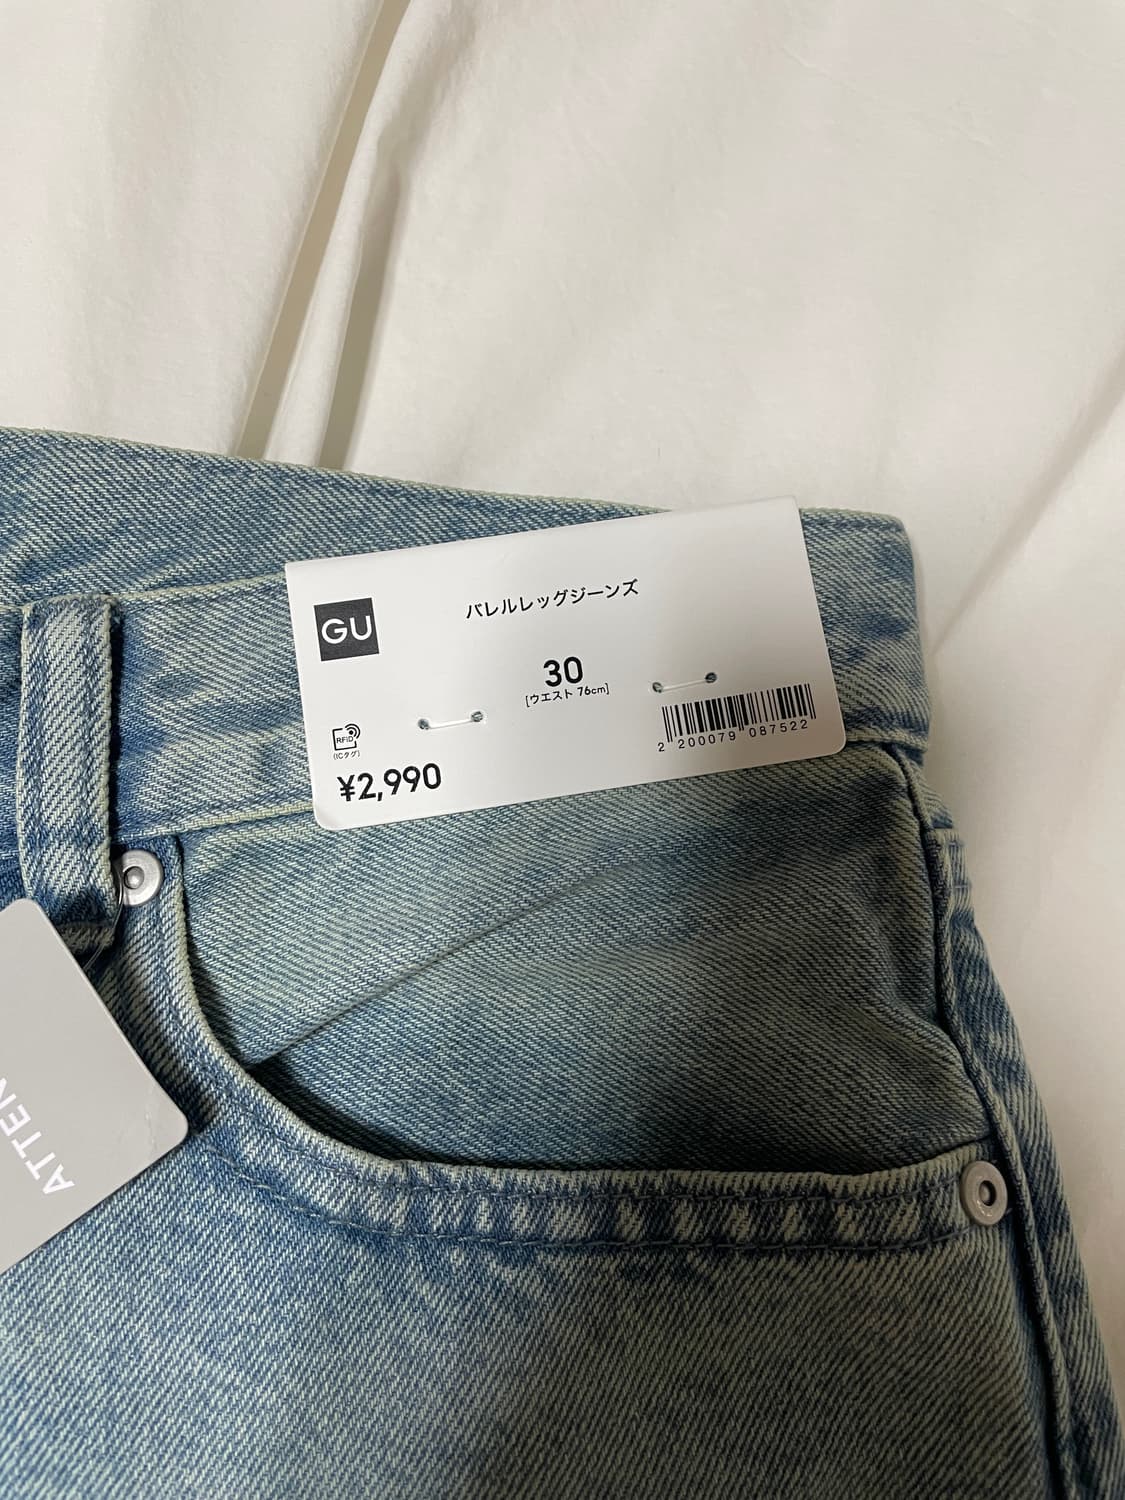 GU
バレルレッグジーンズ
30
[ウエスト 76cm]
RFID
(ICタグ)
¥2,990
2 200079 087522
ATTEN